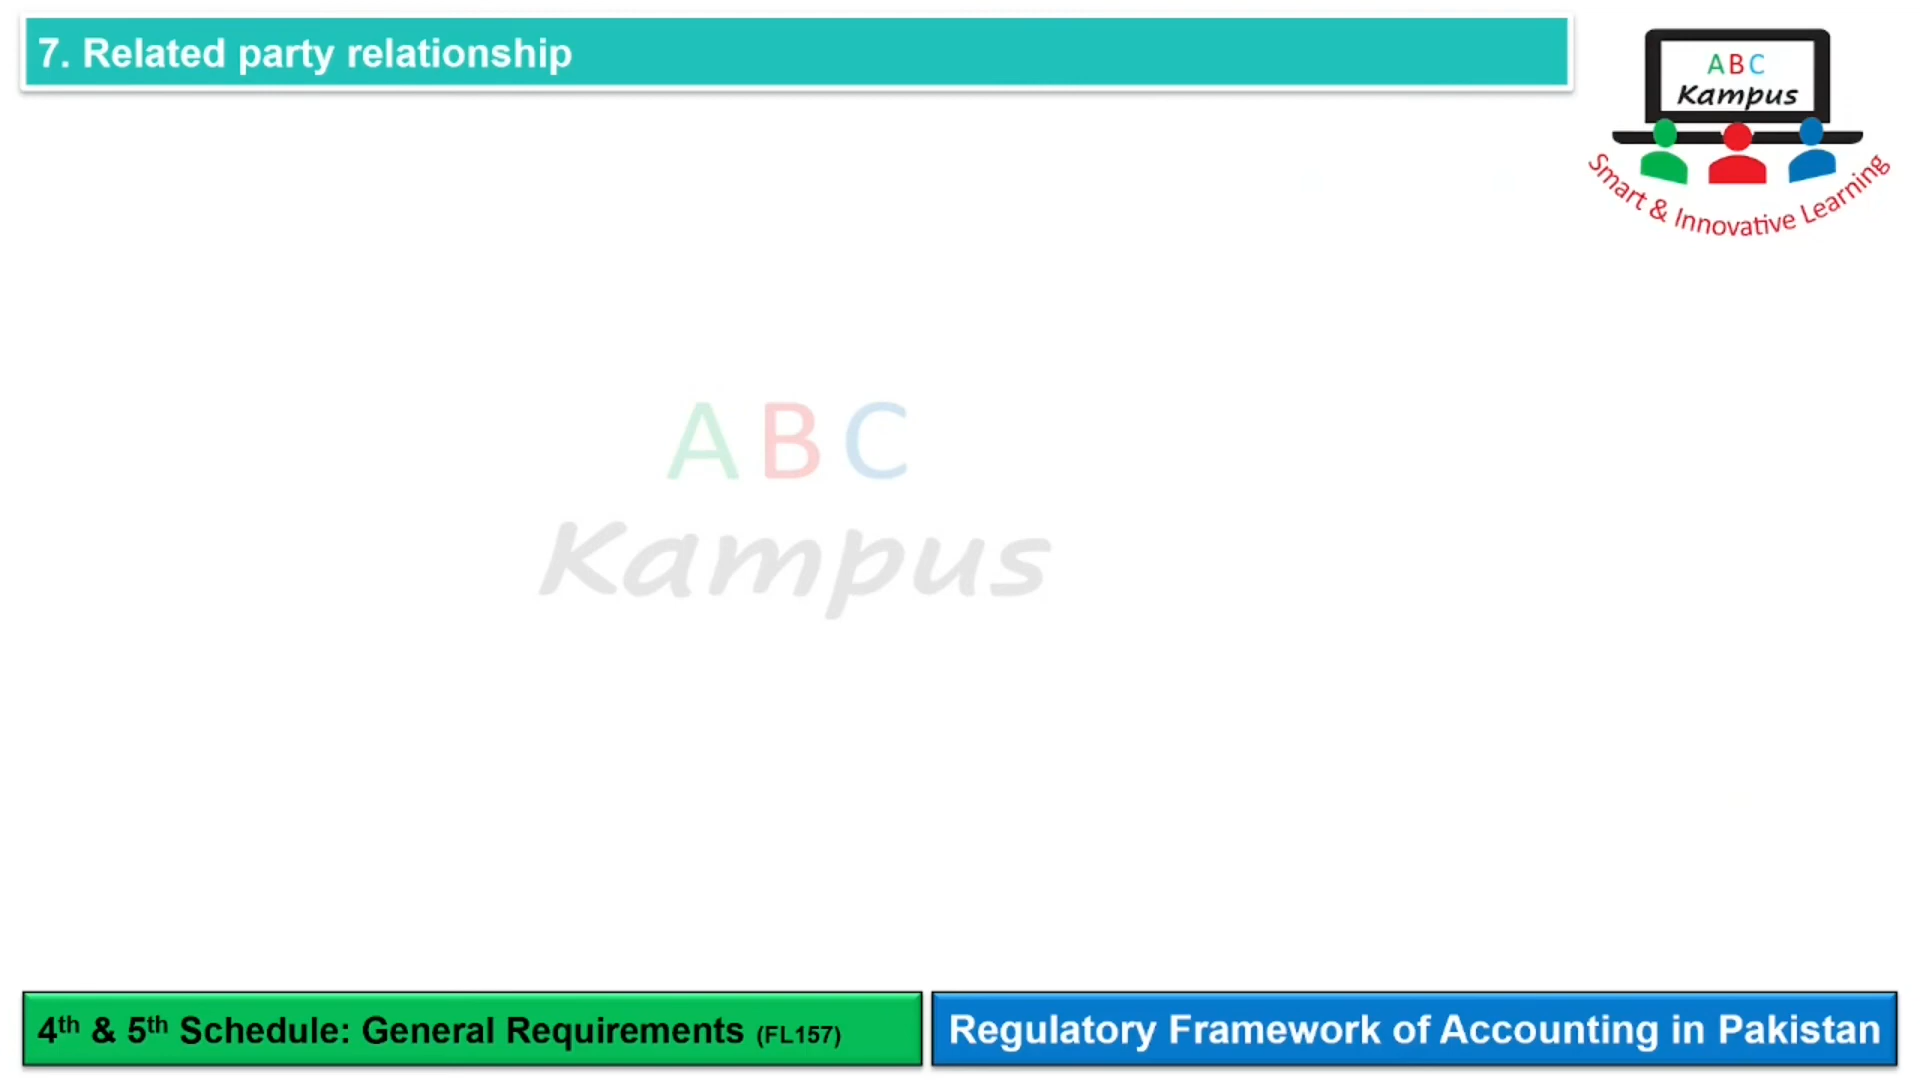 7. Related party relationship
A B C
Kampus
Smart & Innovative Learning
A B C
Kampus
4th & 5th Schedule: General Requirements (FL157)
Regulatory Framework of Accounting in Pakistan